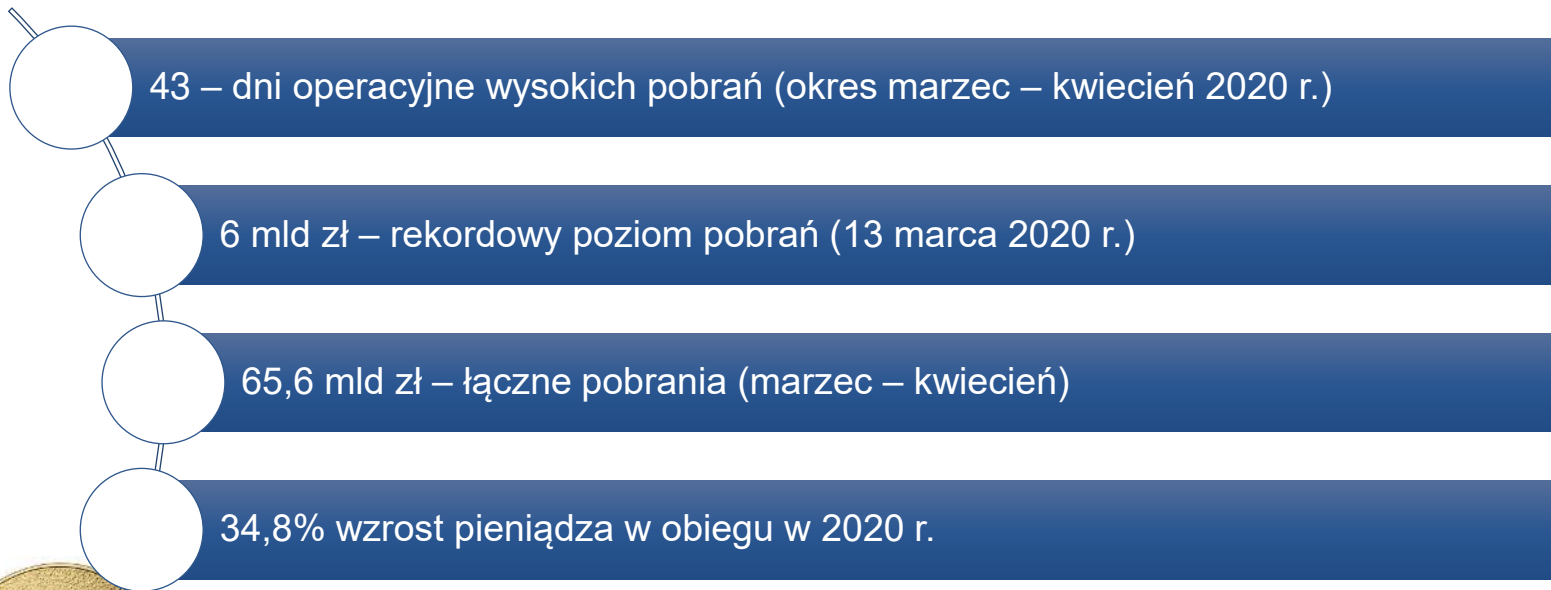 43 – dni operacyjne wysokich pobrań (okres marzec – kwiecień 2020 r.)
6 mld zł – rekordowy poziom pobrań (13 marca 2020 r.)
65,6 mld zł – łączne pobrania (marzec – kwiecień)
34,8% wzrost pieniądza w obiegu w 2020 r.